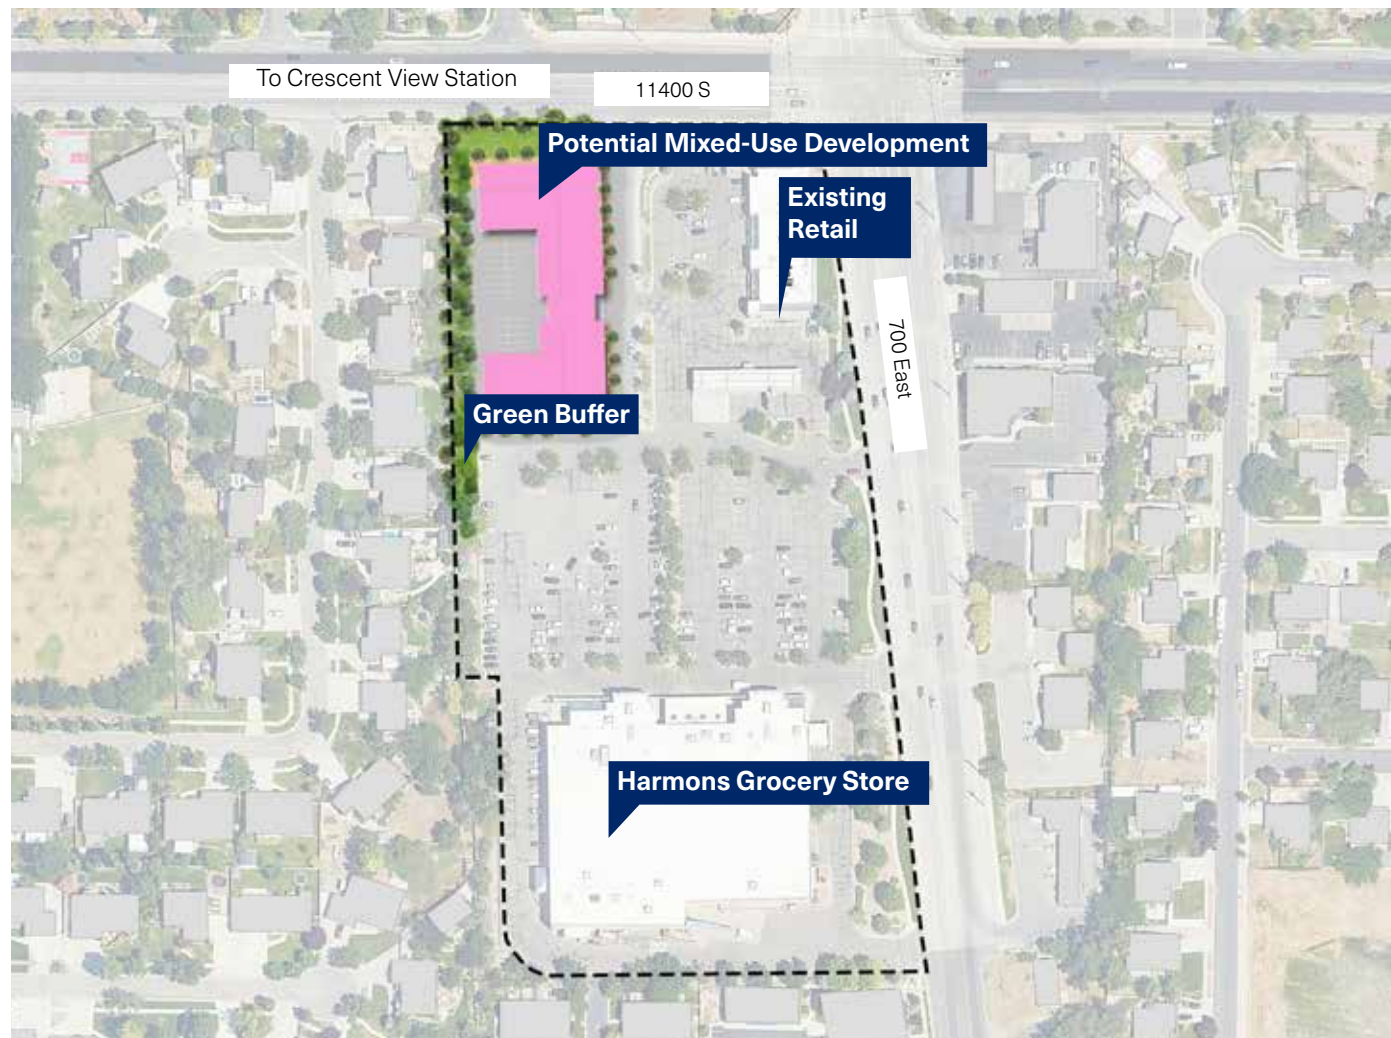 To Crescent View Station
11400 S
Potential Mixed-Use Development
Existing
Retail
700 East
Green Buffer
Harmons Grocery Store